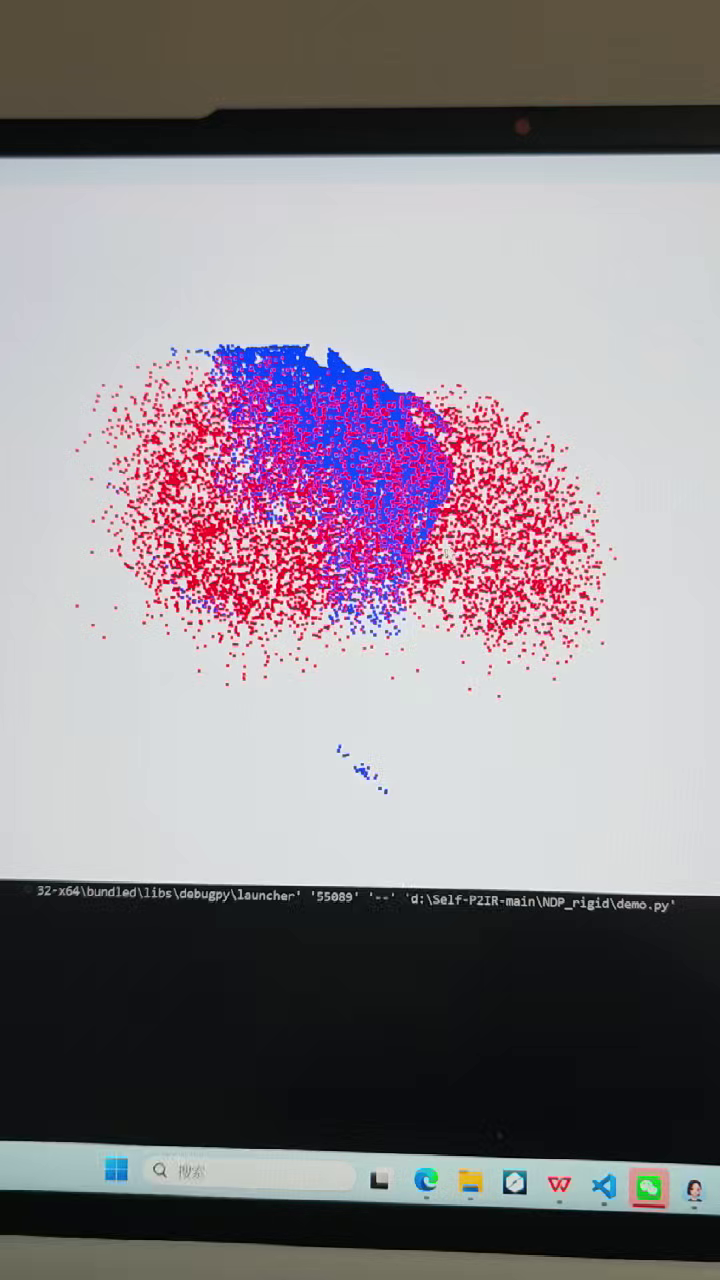 32-x64\bundled\libs\debugpy\launcher' '55089' '--' 'd:\Self-P2IR-main\NDP_rigid\demo.py'
搜索